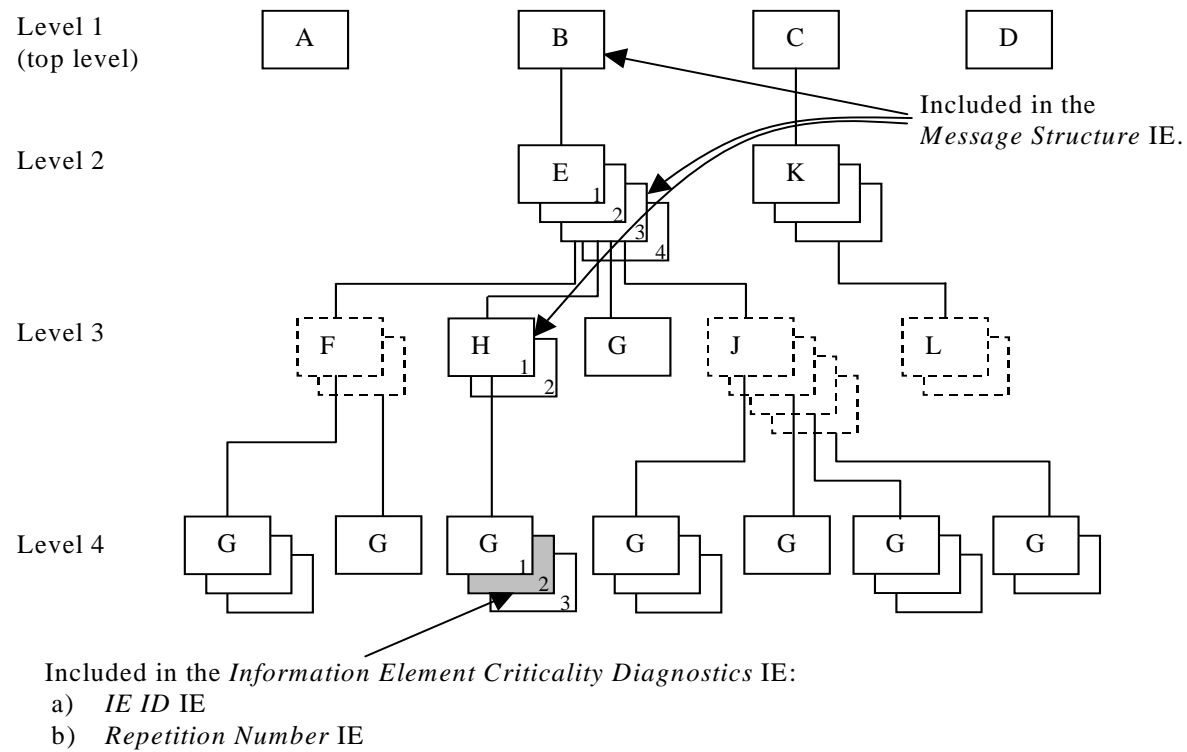 Level 1
(top level)
A
B
C
D
Included in the
Message Structure IE.
Level 2
E
1
2
3
4
K
Level 3
F
H
1
2
G
J
L
Level 4
G
G
G
1
2
3
G
G
G
G
Included in the Information Element Criticality Diagnostics IE:
a) IE ID IE
b) Repetition Number IE